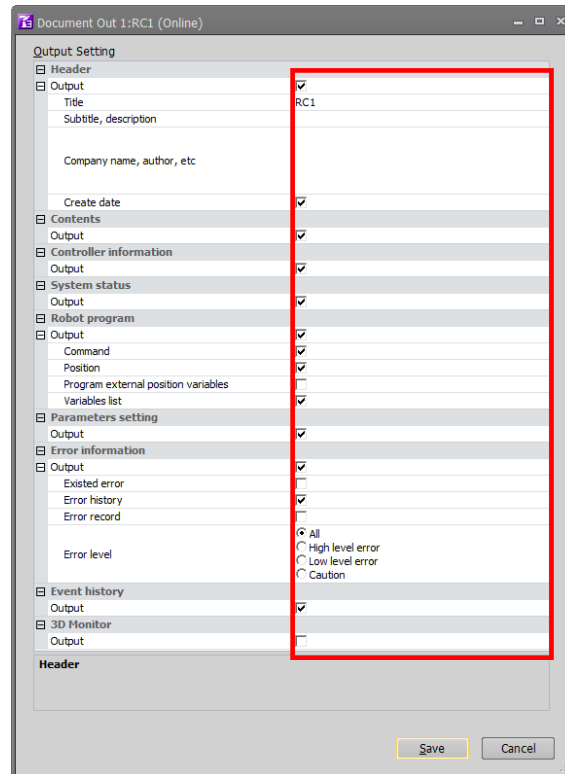 Document Out 1:RC1 (Online)
Output Setting
Header
Output
Title RC1
Subtitle, description
Company name, author, etc
Create date
Contents
Output
Controller information
Output
System status
Output
Robot program
Output
Command
Position
Program external position variables
Variables list
Parameters setting
Output
Error information
Output
Existed error
Error history
Error record
Error level
All
High level error
Low level error
Caution
Event history
Output
3D Monitor
Output
Header
Save Cancel